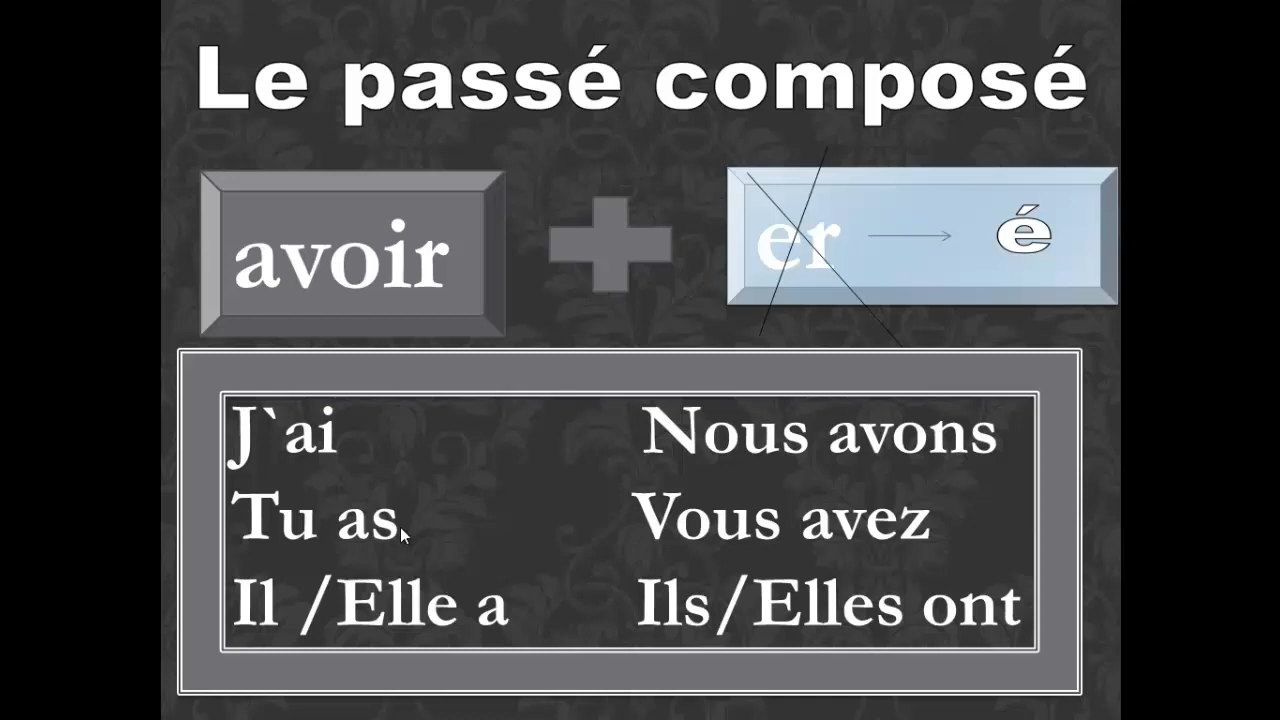 Le passé composé
avoir
er é
J`ai
Nous avons
Tu as
Vous avez
Il /Elle a
Ils/Elles ont